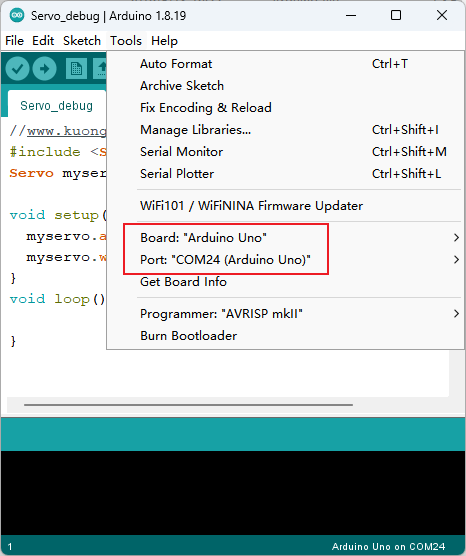 Servo_debug | Arduino 1.8.19
File Edit Sketch Tools Help
Auto Format Ctrl+T
Archive Sketch
Fix Encoding & Reload
Manage Libraries... Ctrl+Shift+I
Serial Monitor Ctrl+Shift+M
Serial Plotter Ctrl+Shift+L
WiFi101 / WiFiNINA Firmware Updater
Board: "Arduino Uno"
Port: "COM24 (Arduino Uno)"
Get Board Info
Programmer: "AVRISP mkII"
Burn Bootloader
Servo_debug
//www.kuong
#include <S
Servo myser
void setup(
myservo.a
myservo.w
}
void loop()
}
1 Arduino Uno on COM24